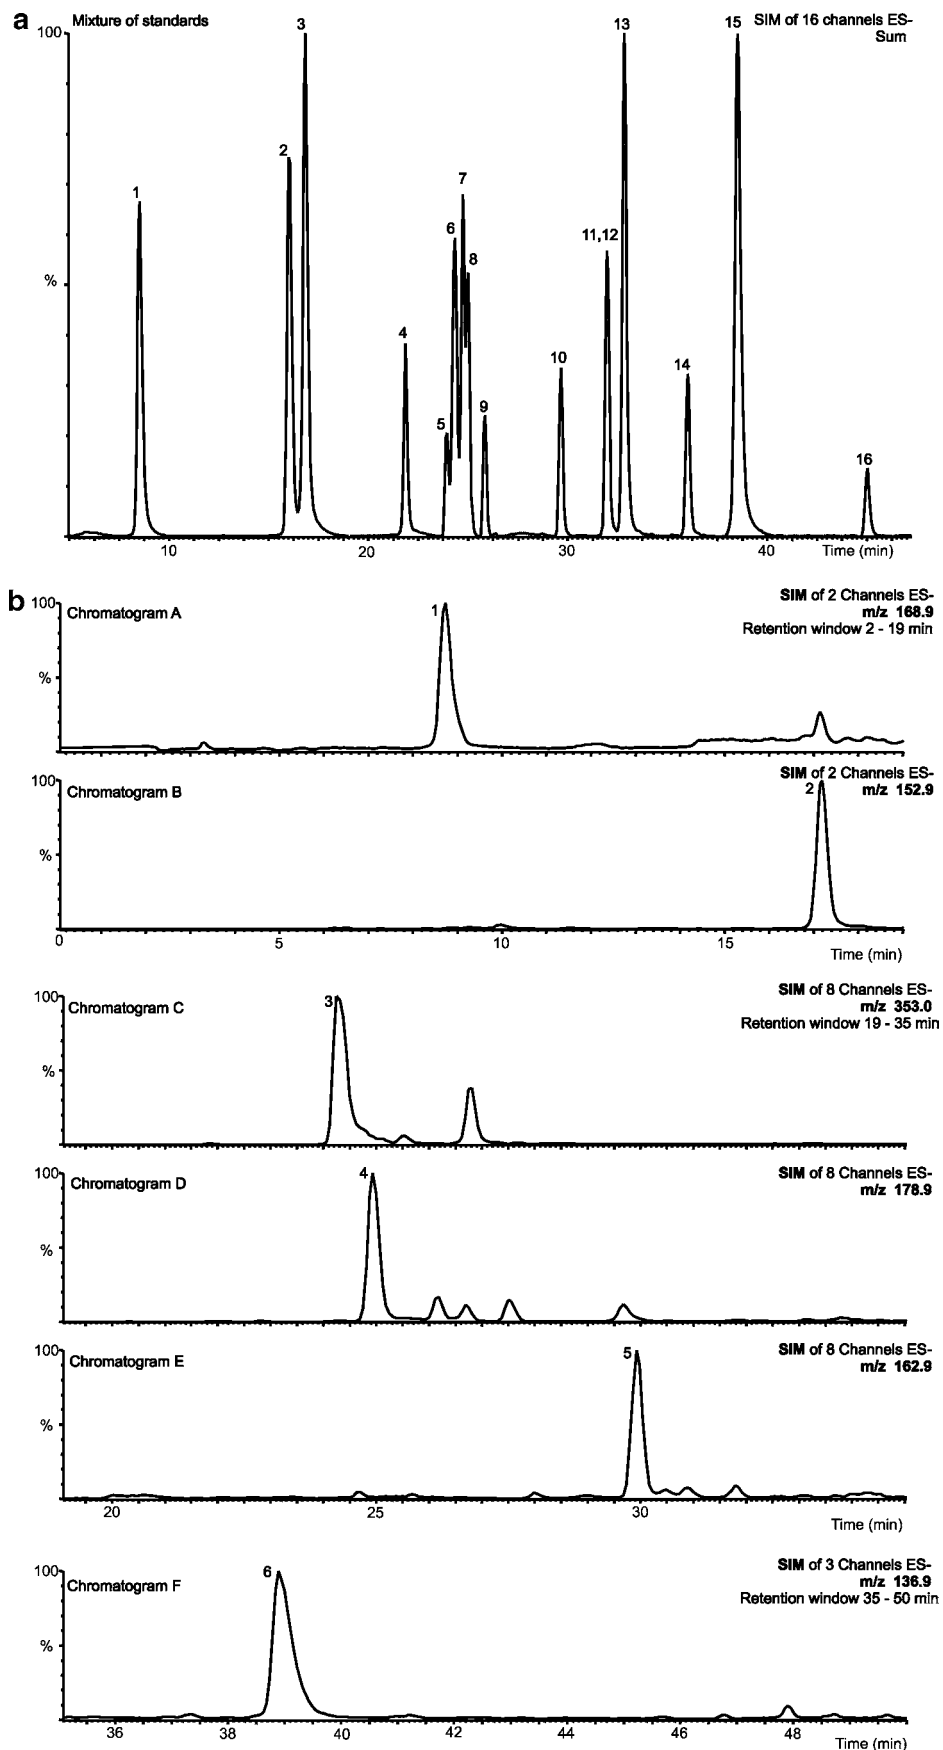 a
Mixture of standards
SIM of 16 channels ES-
Sum
100
%
1
2
3
4
5
6
7
8
9
10
11,12
13
14
15
16
10
20
30
40
Time (min)
b
Chromatogram A
SIM of 2 Channels ES-
m/z 168.9
Retention window 2 - 19 min
100
%
1
Chromatogram B
SIM of 2 Channels ES-
m/z 152.9
100
%
2
0
5
10
15
Time (min)
Chromatogram C
SIM of 8 Channels ES-
m/z 353.0
Retention window 19 - 35 min
100
%
3
Chromatogram D
SIM of 8 Channels ES-
m/z 178.9
100
%
4
Chromatogram E
SIM of 8 Channels ES-
m/z 162.9
100
%
5
20
25
30
Time (min)
Chromatogram F
SIM of 3 Channels ES-
m/z 136.9
Retention window 35 - 50 min
100
%
6
36
38
40
42
44
46
48
Time (min)